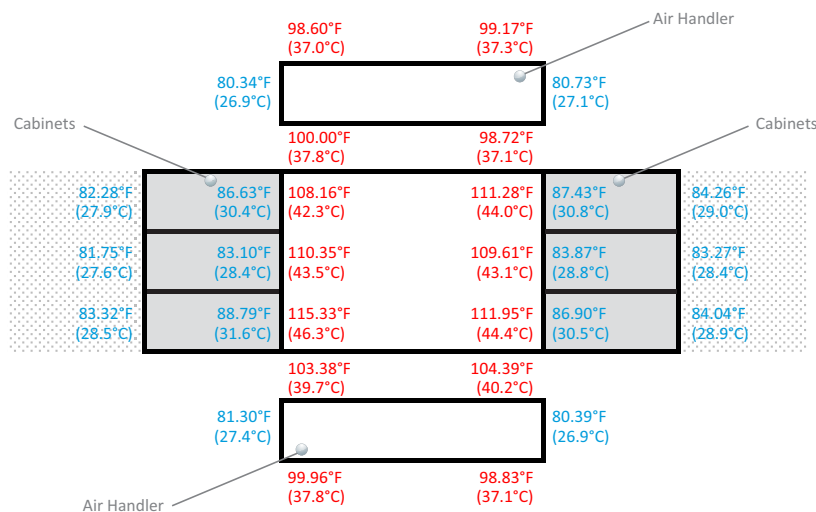 98.60°F
(37.0°C)
99.17°F
(37.3°C)
Air Handler
80.34°F
(26.9°C)
80.73°F
(27.1°C)
Cabinets
100.00°F
(37.8°C)
98.72°F
(37.1°C)
Cabinets
82.28°F
(27.9°C)
86.63°F
(30.4°C)
108.16°F
(42.3°C)
111.28°F
(44.0°C)
87.43°F
(30.8°C)
84.26°F
(29.0°C)
81.75°F
(27.6°C)
83.10°F
(28.4°C)
110.35°F
(43.5°C)
109.61°F
(43.1°C)
83.87°F
(28.8°C)
83.27°F
(28.4°C)
83.32°F
(28.5°C)
88.79°F
(31.6°C)
115.33°F
(46.3°C)
111.95°F
(44.4°C)
86.90°F
(30.5°C)
84.04°F
(28.9°C)
103.38°F
(39.7°C)
104.39°F
(40.2°C)
81.30°F
(27.4°C)
80.39°F
(26.9°C)
99.96°F
(37.8°C)
98.83°F
(37.1°C)
Air Handler